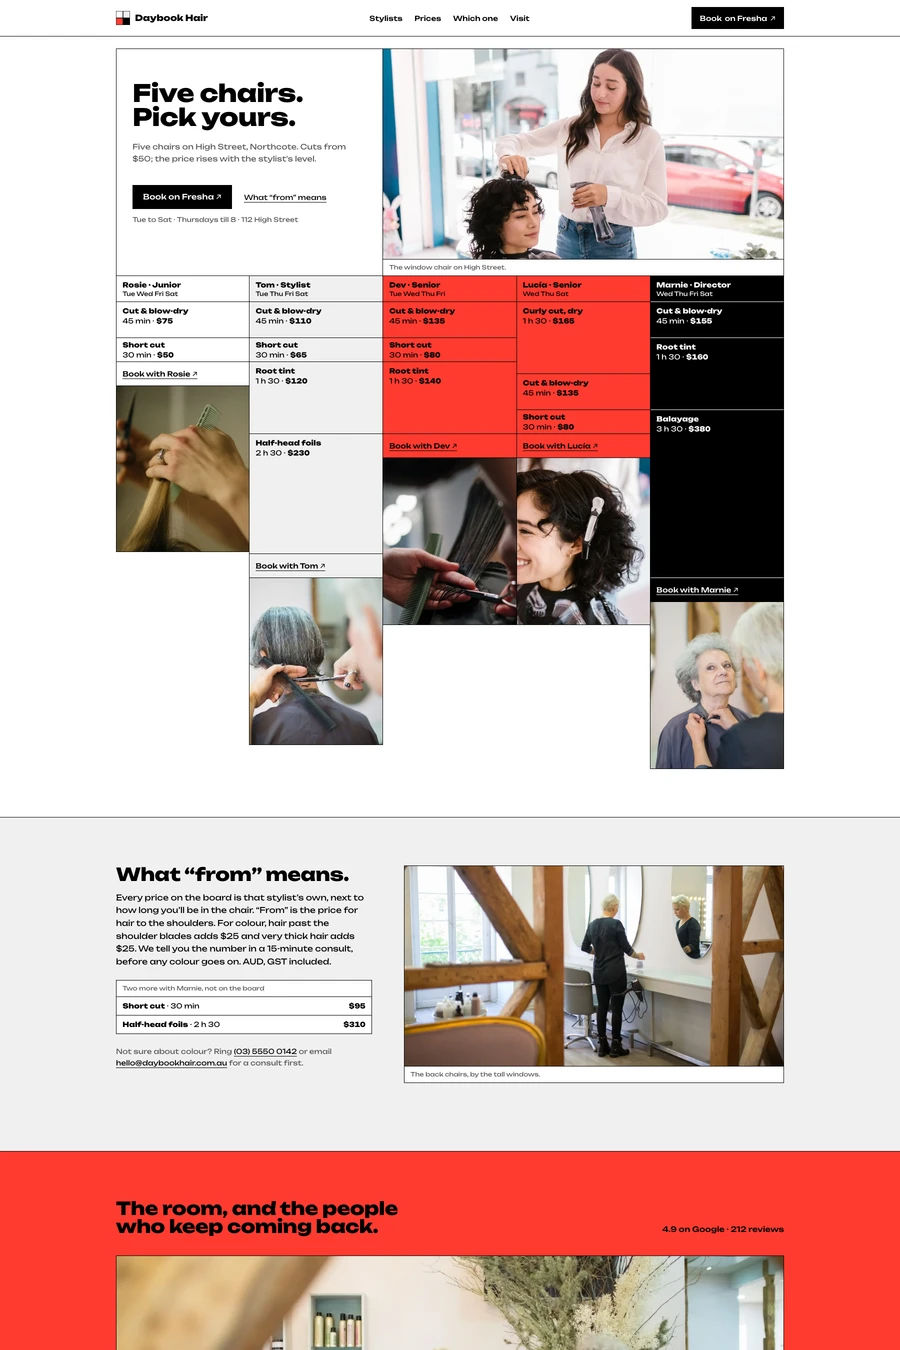 Daybook Hair
Stylists Prices Which one Visit
Book on Fresha ↗
Five chairs.
Pick yours.
Five chairs on High Street, Northcote. Cuts from
$50; the price rises with the stylist's level.
Book on Fresha ↗
What “from” means
Tue to Sat · Thursdays till 8 · 112 High Street
The window chair on High Street.
Rosie · Junior
Tue Wed Fri Sat
Cut & blow-dry
45 min · $75
Short cut
30 min · $50
Book with Rosie ↗
Tom · Stylist
Tue Thu Fri Sat
Cut & blow-dry
45 min · $110
Short cut
30 min · $65
Root tint
1 h 30 · $120
Half-head foils
2 h 30 · $230
Book with Tom ↗
Dev · Senior
Tue Wed Thu Fri
Cut & blow-dry
45 min · $135
Short cut
30 min · $80
Root tint
1 h 30 · $140
Book with Dev ↗
Lucía · Senior
Wed Thu Sat
Curly cut, dry
1 h 30 · $165
Cut & blow-dry
45 min · $135
Short cut
30 min · $80
Book with Lucía ↗
Marnie · Director
Wed Thu Fri Sat
Cut & blow-dry
45 min · $155
Root tint
1 h 30 · $160
Balayage
3 h 30 · $380
Book with Marnie ↗
What “from” means.
Every price on the board is that stylist's own, next to
how long you'll be in the chair. “From” is the price for
hair to the shoulders. For colour, hair past the
shoulder blades adds $25 and very thick hair adds
$25. We tell you the number in a 15-minute consult,
before any colour goes on. AUD, GST included.
Two more with Marnie, not on the board
Short cut · 30 min $95
Half-head foils · 2 h 30 $310
Not sure about colour? Ring (03) 5550 0142 or email
hello@daybookhair.com.au for a consult first.
The back chairs, by the tall windows.
The room, and the people
who keep coming back.
4.9 on Google · 212 reviews